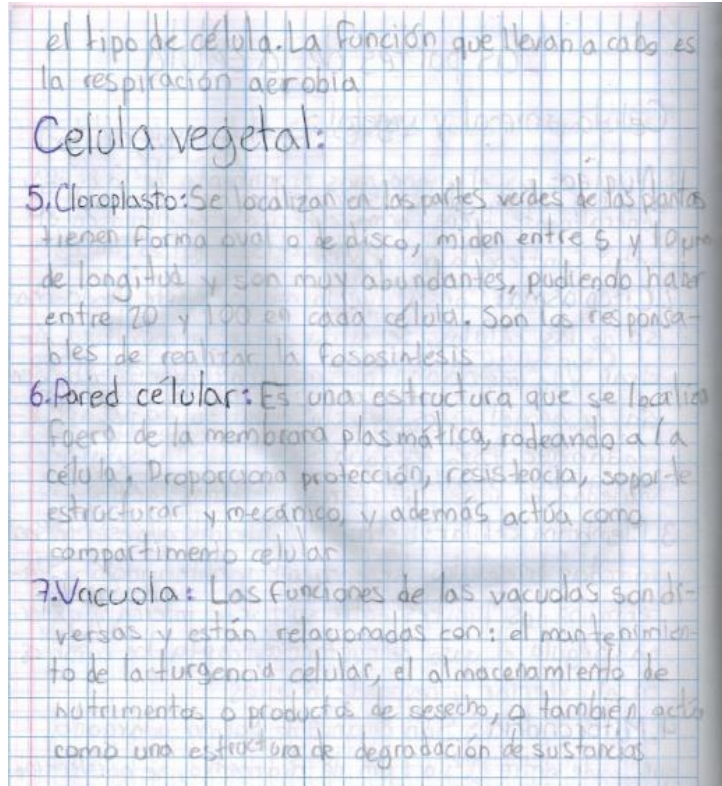 el tipo de célula. La función que llevan a cabo es
la respiración aerobia
Celula vegetal:
5.Cloroplasto: Se localizan en las partes verdes de las plantas
tienen forma oval o de disco, miden entre 5 y 10 µm
de longitud y son muy abundantes, pudiendo haber
entre 20 y 100 en cada célula. Son los responsa-
bles de realizar la fososintesis
6.Pared célular: Es una estructura que se localiza
fuera de la membrana plasmática, rodeando a la
célula. Proporciona protección, resistencia, soporte
estructurar y mecánico, y además actúa como
compartimento celular
7.Vacuola: Las funciones de las vacuolas son di-
versas y están relacionadas con: el mantenimien-
to de la turgencia celular, el almacenamiento de
nutrimentos o productos de sesecho, o también actúa
como una estructura de degradación de sustancias